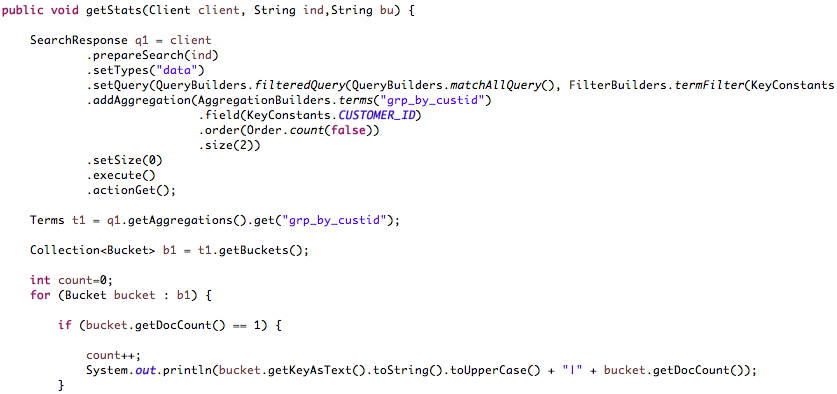 public void getStats(Client client, String ind,String bu) {
SearchResponse q1 = client
.prepareSearch(ind)
.setTypes("data")
.setQuery(QueryBuilders.filteredQuery(QueryBuilders.matchAllQuery(), FilterBuilders.termFilter(KeyConstants
.addAggregation(AggregationBuilders.terms("grp_by_custid")
.field(KeyConstants.CUSTOMER_ID)
.order(Order.count(false))
.size(2))
.setSize(0)
.execute()
.actionGet();
Terms t1 = q1.getAggregations().get("grp_by_custid");
Collection<Bucket> b1 = t1.getBuckets();
int count=0;
for (Bucket bucket : b1) {
if (bucket.getDocCount() == 1) {
count++;
System.out.println(bucket.getKeyAsText().toString().toUpperCase() + "|" + bucket.getDocCount());
}